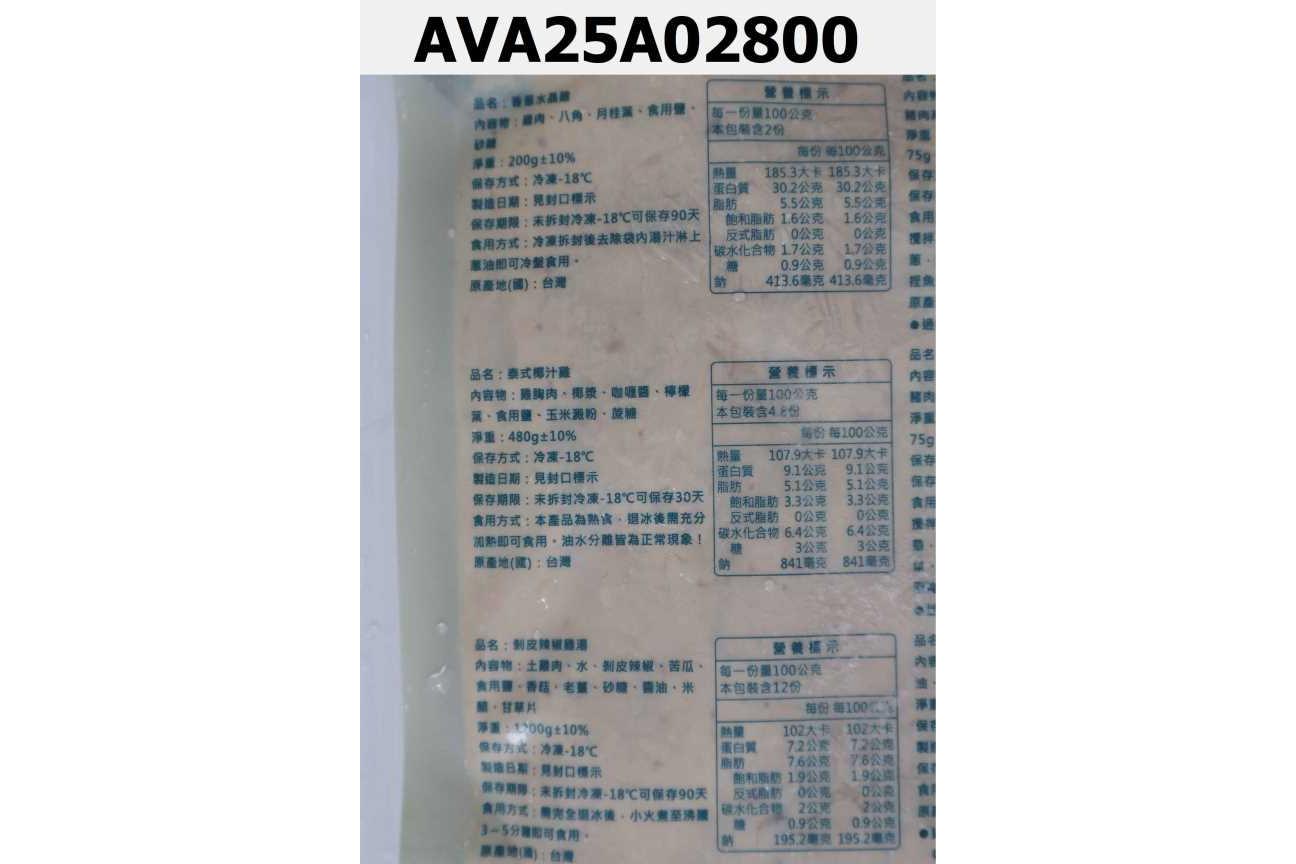 AVA25A02800
品名：香蔥水晶雞
內容物：雞肉、八角、月桂葉、食用鹽、
砂糖
淨重：200g±10%
保存方式：冷凍-18℃
製造日期：見封口標示
保存期限：未拆封冷凍-18℃可保存90天
食用方式：冷凍拆封後去除袋內湯汁淋上
蔥油即可冷盤食用。
原產地(國)：台灣
營養標示
每一份量100公克
本包裝含2份
每份 每100公克
熱量 185.3大卡 185.3大卡
蛋白質 30.2公克 30.2公克
脂肪 5.5公克 5.5公克
飽和脂肪 1.6公克 1.6公克
反式脂肪 0公克 0公克
碳水化合物 1.7公克 1.7公克
糖 0.9公克 0.9公克
鈉 413.6毫克 413.6毫克
品名：泰式椰汁雞
內容物：雞胸肉、椰漿、咖喱醬、檸檬
葉、食用鹽、玉米澱粉、蔗糖
淨重：480g±10%
保存方式：冷凍-18℃
製造日期：見封口標示
保存期限：未拆封冷凍-18℃可保存30天
食用方式：本產品為熟食，退冰後需充分
加熱即可食用。油水分離皆為正常現象！
原產地(國)：台灣
營養標示
每一份量100公克
本包裝含4.8份
每份 每100公克
熱量 107.9大卡 107.9大卡
蛋白質 9.1公克 9.1公克
脂肪 5.1公克 5.1公克
飽和脂肪 3.3公克 3.3公克
反式脂肪 0公克 0公克
碳水化合物 6.4公克 6.4公克
糖 3公克 3公克
鈉 841毫克 841毫克
品名：剝皮辣椒雞湯
內容物：土雞肉、水、剝皮辣椒、苦瓜、
食用鹽、香菇、老薑、砂糖、醬油、米
醋、甘草片
淨重：1200g±10%
保存方式：冷凍-18℃
製造日期：見封口標示
保存期限：未拆封冷凍-18℃可保存90天
食用方式：需完全退冰後，小火煮至沸騰
3~5分鐘即可食用。
原產地(國)：台灣
營養標示
每一份量100公克
本包裝含12份
每份 每100
熱量 102大卡 102大卡
蛋白質 7.2公克 7.2公克
脂肪 7.6公克 7.6公克
飽和脂肪 1.9公克 1.9公克
反式脂肪 0公克 0公克
碳水化合物 2公克 2公克
糖 0.9公克 0.9公克
鈉 195.2毫克 195.2毫克
品名
內容
豬肉
淨重
75g
保存
保存
食用
攪拌